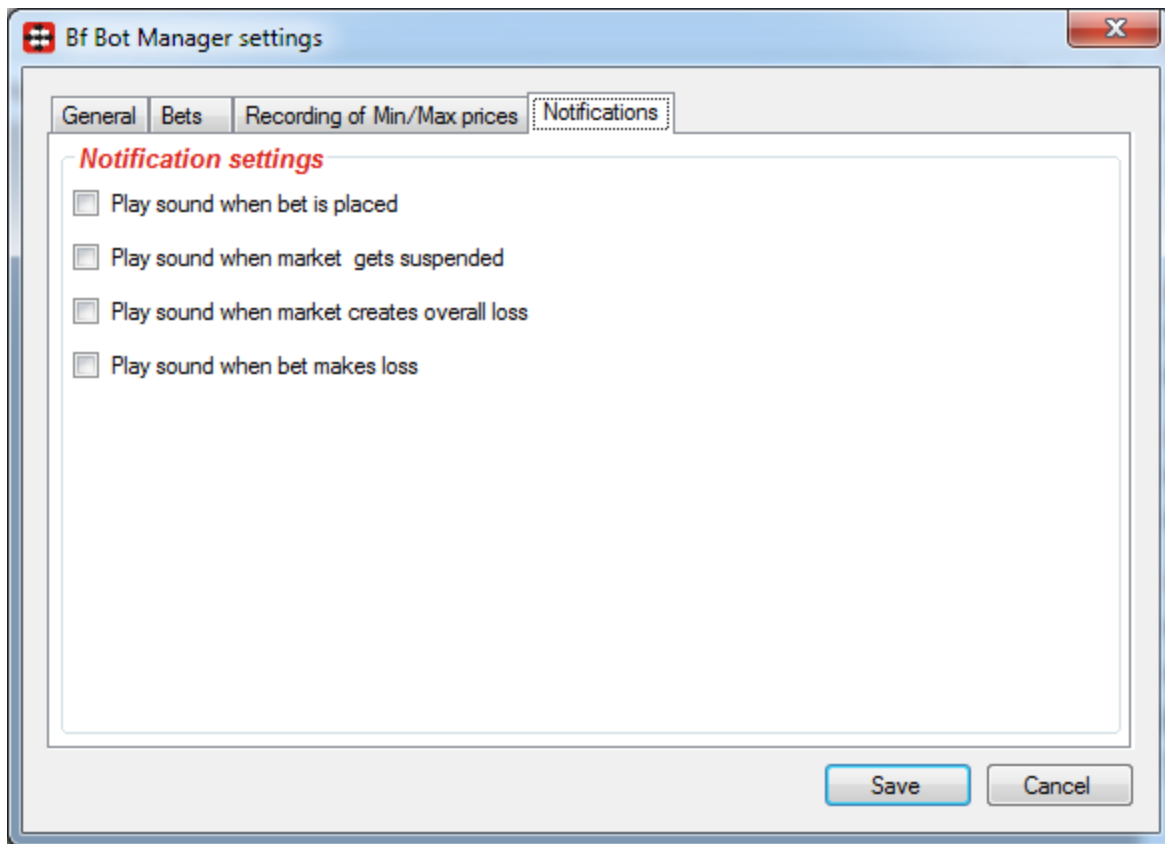 Bf Bot Manager settings
X
General Bets Recording of Min/Max prices Notifications
Notification settings
Play sound when bet is placed
Play sound when market  gets suspended
Play sound when market creates overall loss
Play sound when bet makes loss
Save Cancel